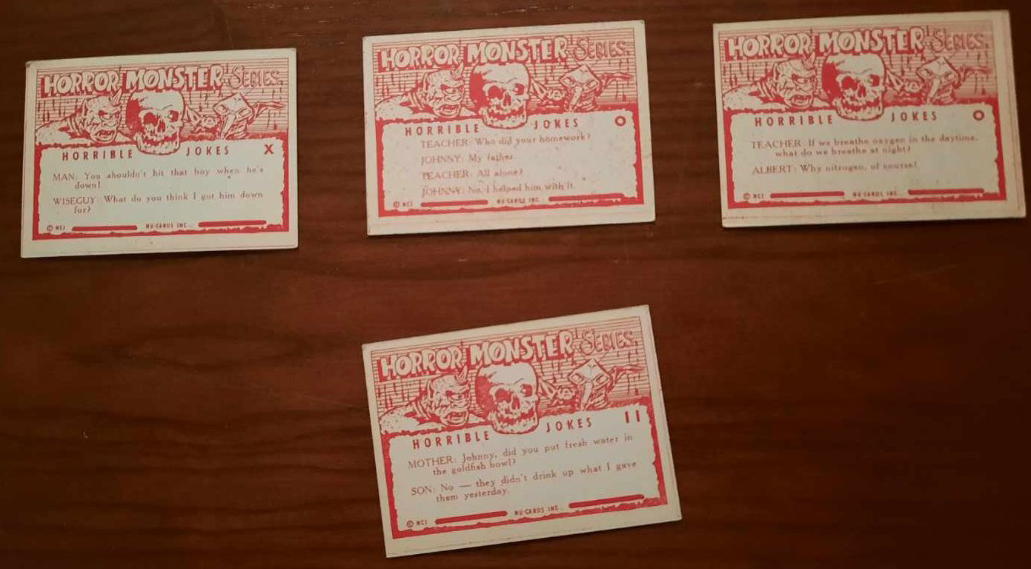 HORROR MONSTER SERIES
HORRIBLE JOKES X
MAN: You shouldn't hit that boy when he's
down!
WISEGUY: What do you think I got him down
for?
© NCI NU-CARDS INC.
HORROR MONSTER SERIES
HORRIBLE JOKES O
TEACHER: Who did your homework?
JOHNNY: My father.
TEACHER: All alone?
JOHNNY: No, I helped him with it.
© NCI NU-CARDS INC.
HORROR MONSTER SERIES
HORRIBLE JOKES O
TEACHER: If we breathe oxygen in the daytime,
what do we breathe at night?
ALBERT: Why nitrogen, of course!
© NCI NU-CARDS INC.
HORROR MONSTER SERIES
HORRIBLE JOKES ||
MOTHER: Johnny, did you put fresh water in
the goldfish bowl?
SON: No — they didn't drink up what I gave
them yesterday.
© NCI NU-CARDS INC.